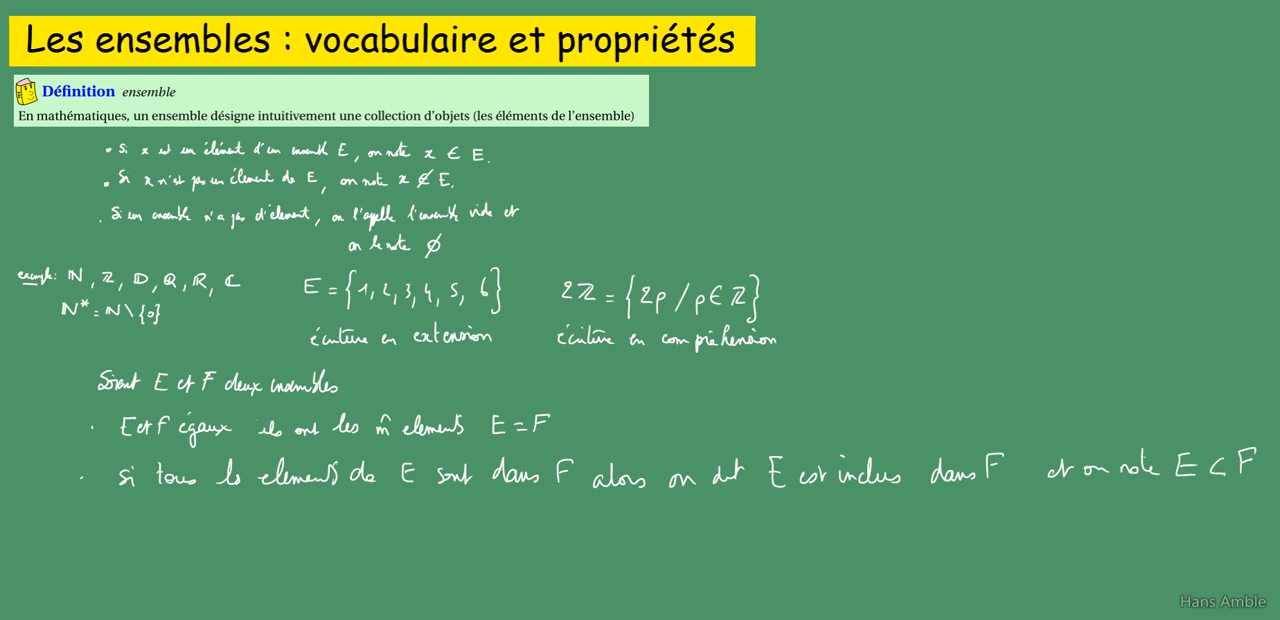 Les ensembles : vocabulaire et propriétés
Définition ensemble
En mathématiques, un ensemble désigne intuitivement une collection d'objets (les éléments de l'ensemble)
• Si x est un élément d'un ensemble E, on note x ∈ E.
• Si x n'est pas un élement de E, on note x ∉ E.
. Si un ensemble n'a pas d'élement, on l'appelle l'ensemble vide et
on le note ∅
exemple: ℕ, ℤ, 𝔻, ℚ, ℝ, ℂ
ℕ* = ℕ \ {0}
E = {1, 2, 3, 4, 5, 6}
écriture en extension
2ℤ = {2p / p ∈ ℤ}
écriture en compréhension
Soient E et F deux ensembles
. E et F égaux ils ont les m̂ elements E = F
. si tous les elements de E sont dans F alors on dit E est inclus dans F et on note E ⊂ F
Hans Amble